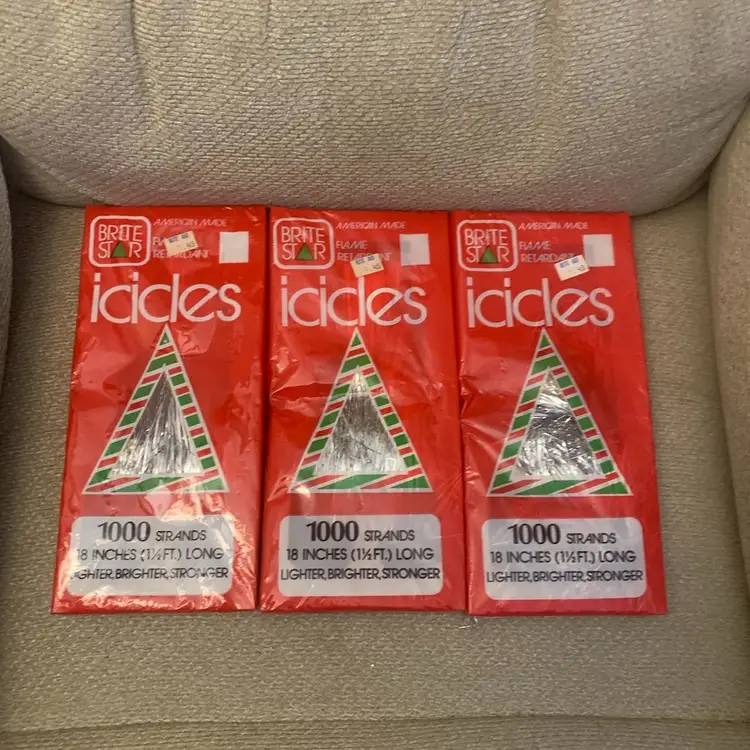 BRITE
STAR
AMERICAN MADE
FLAME
RETARDANT
icicles
1000 STRANDS
18 INCHES (1½ FT.) LONG
LIGHTER, BRIGHTER, STRONGER
BRITE
STAR
AMERICAN MADE
FLAME
RETARDANT
icicles
1000 STRANDS
18 INCHES (1½ FT.) LONG
LIGHTER, BRIGHTER, STRONGER
BRITE
STAR
AMERICAN MADE
FLAME
RETARDANT
icicles
1000 STRANDS
18 INCHES (1½ FT.) LONG
LIGHTER, BRIGHTER, STRONGER